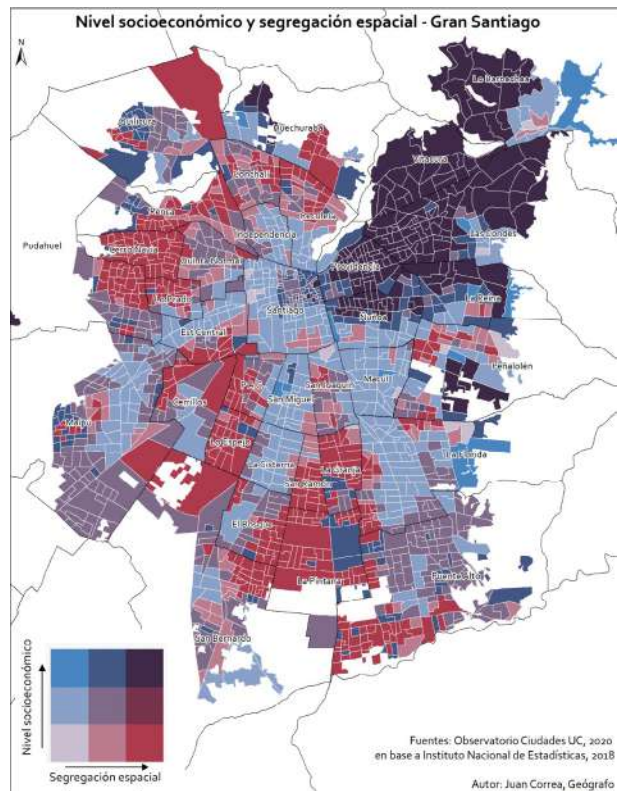 Nivel socioeconómico y segregación espacial - Gran Santiago
N
Lo Barnechea
Quilicura
Huechuraba
Vitacura
Conchalí
Renca
Recoleta
Pudahuel
Cerro Navia
Independencia
Las Condes
Quinta Normal
Providencia
Lo Prado
La Reina
Santiago
Ñuñoa
Est Central
Peñalolén
P.A.C
San Joaquín
Macul
Cerrillos
San Miguel
Maipú
Lo Espejo
La Cisterna
La Granja
La Florida
San Ramón
El Bosque
La Pintana
Puente Alto
San Bernardo
Nivel socioeconómico
Segregación espacial
Fuentes: Observatorio Ciudades UC, 2020
en base a Instituto Nacional de Estadísticas, 2018
Autor: Juan Correa, Geógrafo